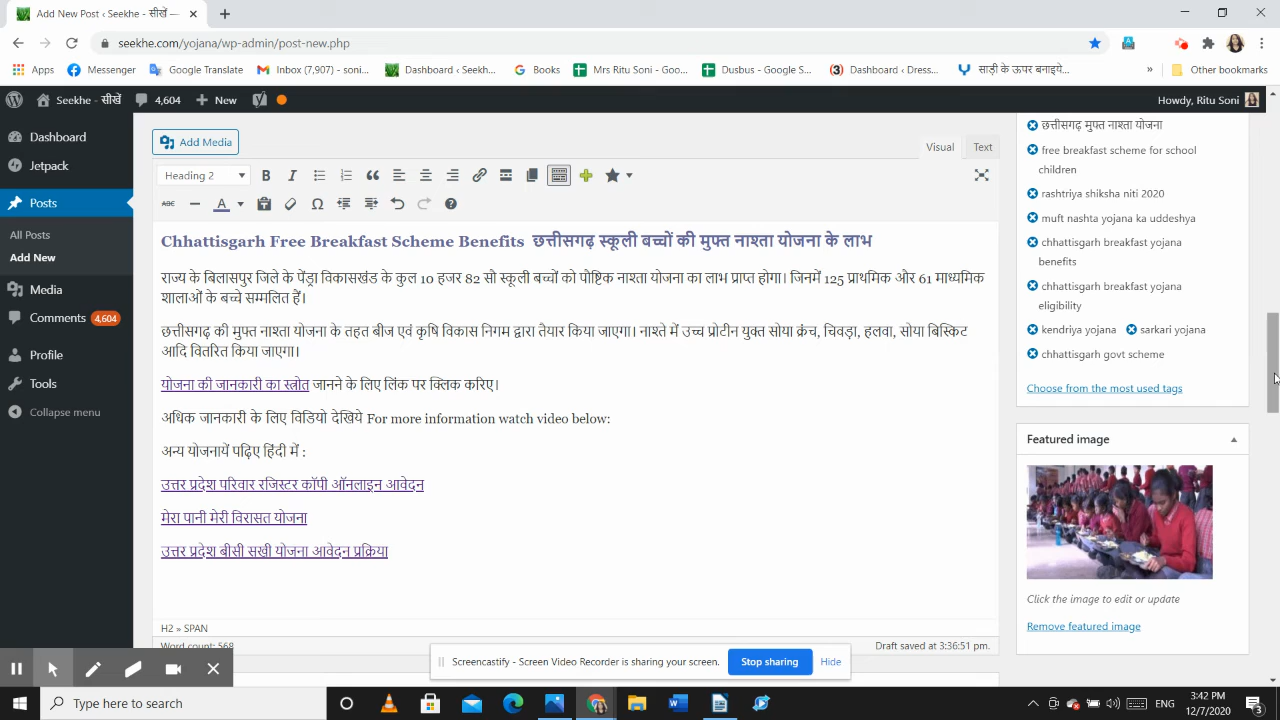 Add New Post ‹ Seekhe - सीखें
seekhe.com/yojana/wp-admin/post-new.php
Apps Messenger Google Translate Inbox (7,907) - soni... Dashboard ‹ Seekh... Books Mrs Ritu Soni - Goo... Dusbus - Google S... Dashboard ‹ Dress... साड़ी के ऊपर बनाइये... » Other bookmarks
Seekhe - सीखें 4,604 New Howdy, Ritu Soni
Dashboard
Jetpack
Posts
All Posts
Add New
Media
Comments 4,604
Profile
Tools
Collapse menu
Add Media
Visual Text
Heading 2
ABC
Chhattisgarh Free Breakfast Scheme Benefits छत्तीसगढ़ स्कूली बच्चों की मुफ्त नाश्ता योजना के लाभ
राज्य के बिलासपुर जिले के पेंड्रा विकासखंड के कुल 10 हजार 82 सौ स्कूली बच्चों को पौष्टिक नाश्ता योजना का लाभ प्राप्त होगा। जिनमें 125 प्राथमिक और 61 माध्यमिक
शालाओं के बच्चे सम्मलित हैं।
छत्तीसगढ़ की मुफ्त नाश्ता योजना के तहत बीज एवं कृषि विकास निगम द्वारा तैयार किया जाएगा। नाश्ते में उच्च प्रोटीन युक्त सोया क्रंच, चिवड़ा, हलवा, सोया बिस्किट
आदि वितरित किया जाएगा।
योजना की जानकारी का स्त्रोत जानने के लिए लिंक पर क्लिक करिए।
अधिक जानकारी के लिए विडियो देखिये For more information watch video below:
अन्य योजनायें पढ़िए हिंदी में :
उत्तर प्रदेश परिवार रजिस्टर कॉपी ऑनलाइन आवेदन
मेरा पानी मेरी विरासत योजना
उत्तर प्रदेश बीसी सखी योजना आवेदन प्रक्रिया
H2 » SPAN
Word count: 568
Draft saved at 3:36:51 pm.
छत्तीसगढ़ मुफ्त नाश्ता योजना
free breakfast scheme for school
children
rashtriya shiksha niti 2020
muft nashta yojana ka uddeshya
chhattisgarh breakfast yojana
benefits
chhattisgarh breakfast yojana
eligibility
kendriya yojana sarkari yojana
chhattisgarh govt scheme
Choose from the most used tags
Featured image
Click the image to edit or update
Remove featured image
Screencastify - Screen Video Recorder is sharing your screen. Stop sharing Hide
Type here to search
ENG
3:42 PM
12/7/2020
3